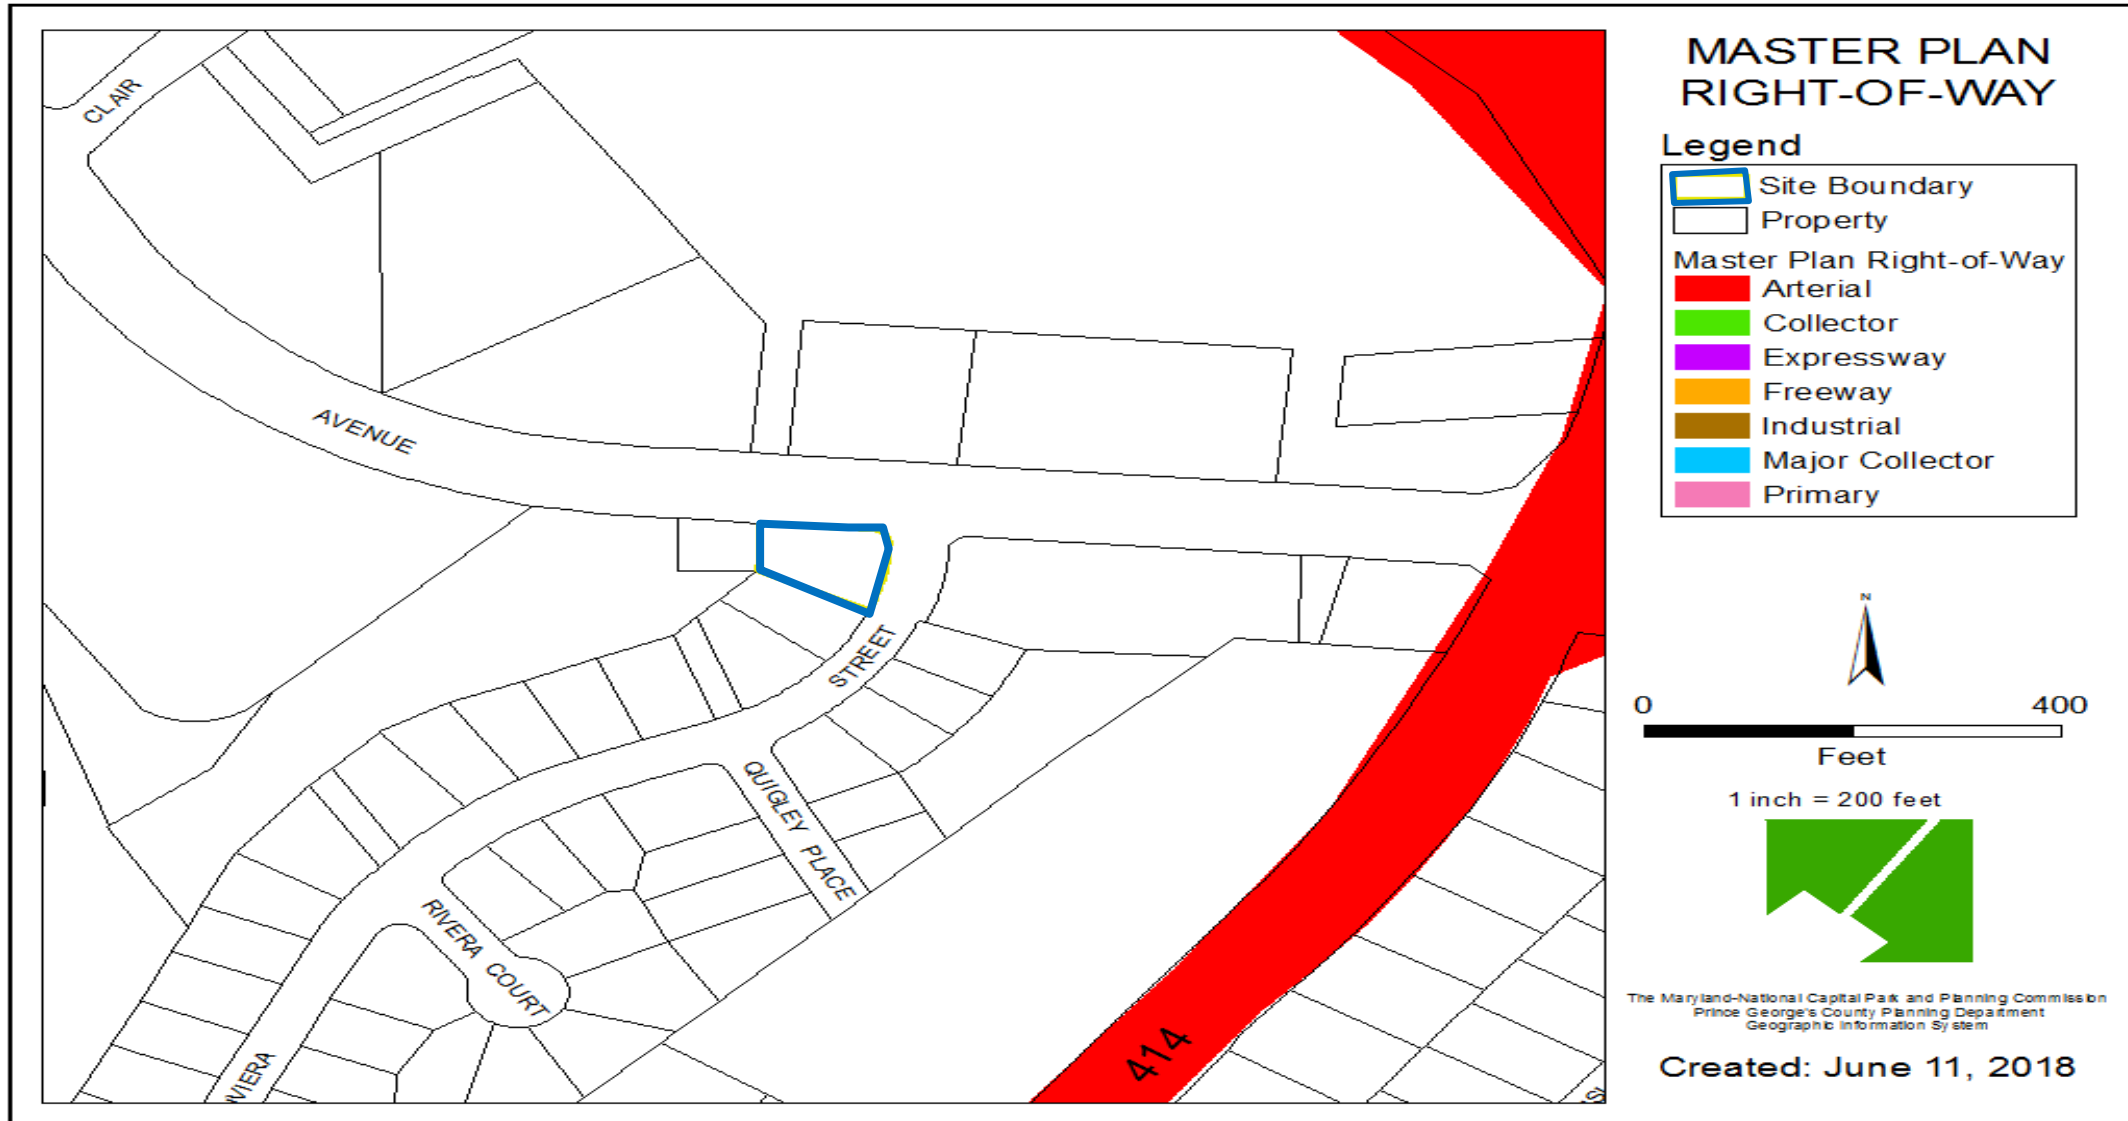 MASTER PLAN
RIGHT-OF-WAY
Legend
Site Boundary
Property
Master Plan Right-of-Way
Arterial
Collector
Expressway
Freeway
Industrial
Major Collector
Primary
CLAIR
AVENUE
STREET
QUIGLEY PLACE
RIVERA COURT
VIERA
414
N
0 400
Feet
1 inch = 200 feet
The Maryland-National Capital Park and Planning Commission
Prince George's County Planning Department
Geographic Information System
Created: June 11, 2018